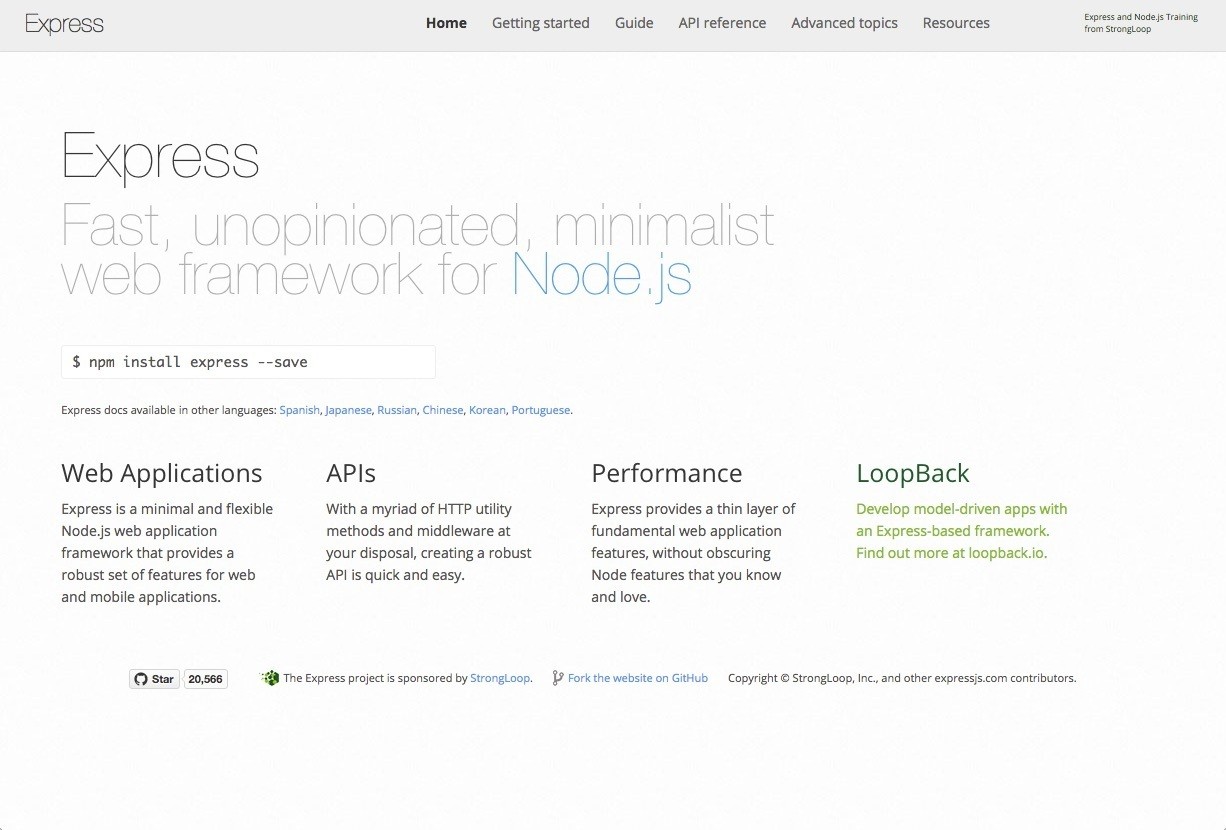 Express
Home Getting started Guide API reference Advanced topics Resources
Express and Node.js Training
from StrongLoop
Express
Fast, unopinionated, minimalist
web framework for Node.js
$ npm install express --save
Express docs available in other languages: Spanish, Japanese, Russian, Chinese, Korean, Portuguese.
Web Applications
Express is a minimal and flexible
Node.js web application
framework that provides a
robust set of features for web
and mobile applications.
APIs
With a myriad of HTTP utility
methods and middleware at
your disposal, creating a robust
API is quick and easy.
Performance
Express provides a thin layer of
fundamental web application
features, without obscuring
Node features that you know
and love.
LoopBack
Develop model-driven apps with
an Express-based framework.
Find out more at loopback.io.
Star 20,566 The Express project is sponsored by StrongLoop. Fork the website on GitHub Copyright © StrongLoop, Inc., and other expressjs.com contributors.